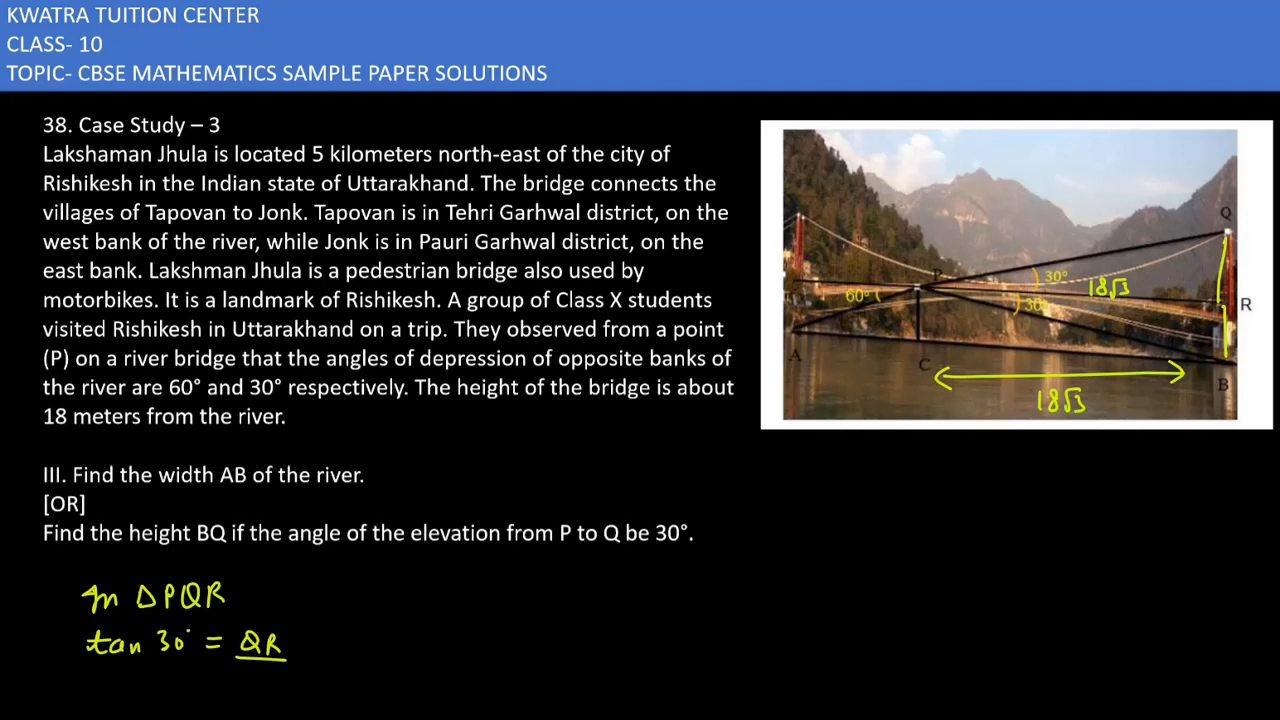 KWATRA TUITION CENTER
CLASS- 10
TOPIC- CBSE MATHEMATICS SAMPLE PAPER SOLUTIONS
38. Case Study – 3
Lakshaman Jhula is located 5 kilometers north-east of the city of
Rishikesh in the Indian state of Uttarakhand. The bridge connects the
villages of Tapovan to Jonk. Tapovan is in Tehri Garhwal district, on the
west bank of the river, while Jonk is in Pauri Garhwal district, on the
east bank. Lakshman Jhula is a pedestrian bridge also used by
motorbikes. It is a landmark of Rishikesh. A group of Class X students
visited Rishikesh in Uttarakhand on a trip. They observed from a point
(P) on a river bridge that the angles of depression of opposite banks of
the river are 60° and 30° respectively. The height of the bridge is about
18 meters from the river.
III. Find the width AB of the river.
[OR]
Find the height BQ if the angle of the elevation from P to Q be 30°.
In △PQR
tan 30° = QR
Q
P
30°
18√3
60°
30°
R
A
C
B
18√3